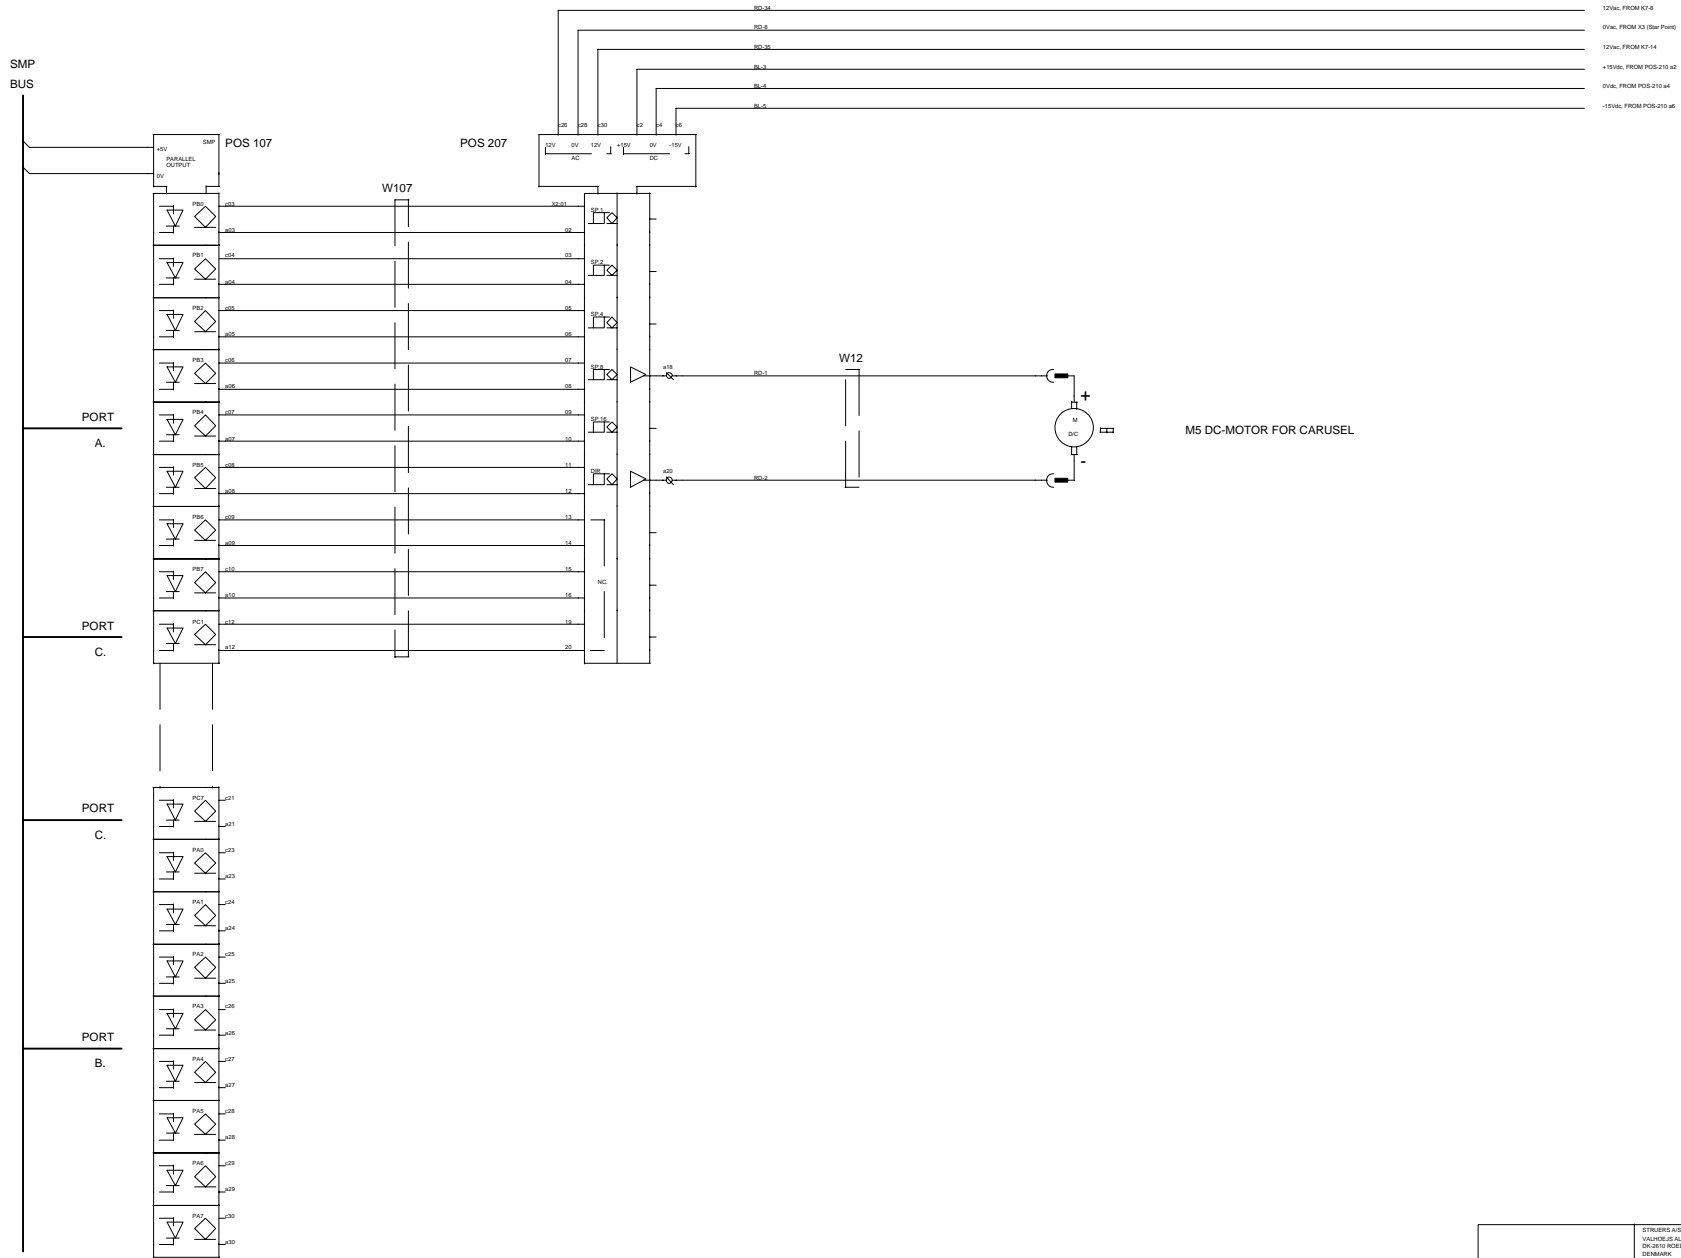 RD-34
12Vac, FROM K7-8
RD-8
0Vac, FROM X3 (Star Point)
RD-35
12Vac, FROM K7-14
BL-3
+15Vdc, FROM POS-210 a2
BL-4
0Vdc, FROM POS-210 a4
BL-5
-15Vdc, FROM POS-210 a6
SMP
BUS
c26 c28 c30 c2 c4 c6
+5V SMP
PARALLEL
OUTPUT
0V
POS 107
POS 207
12V 0V 12V +15V 0V -15V
AC DC
W107
PB0 c03 X2:01 SP.1
a03 02
PB1 c04 03 SP.2
a04 04
PB2 c05 05 SP.4
a05 06
PB3 c06 07 SP.8
a06 08
a18 RD-1
W12
+
PORT
A.
PB4 c07 09 SP.16
a07 10
M
D/C
M5 DC-MOTOR FOR CARUSEL
-
PB5 c08 11 DIR
a08 12
a20 RD-2
PB6 c09 13
a09 14
PB7 c10 15
NC.
a10 16
PORT
C.
PC1 c12 19
a12 20
PORT
C.
PC7 c21
a21
PA0 c23
a23
PA1 c24
a24
PA2 c25
a25
PA3 c26
a26
PORT
B.
PA4 c27
a27
PA5 c28
a28
PA6 c29
a29
PA7 c30
a30
STRUERS A/S
VALHOEJS AL
DK-2610 ROE
DENMARK